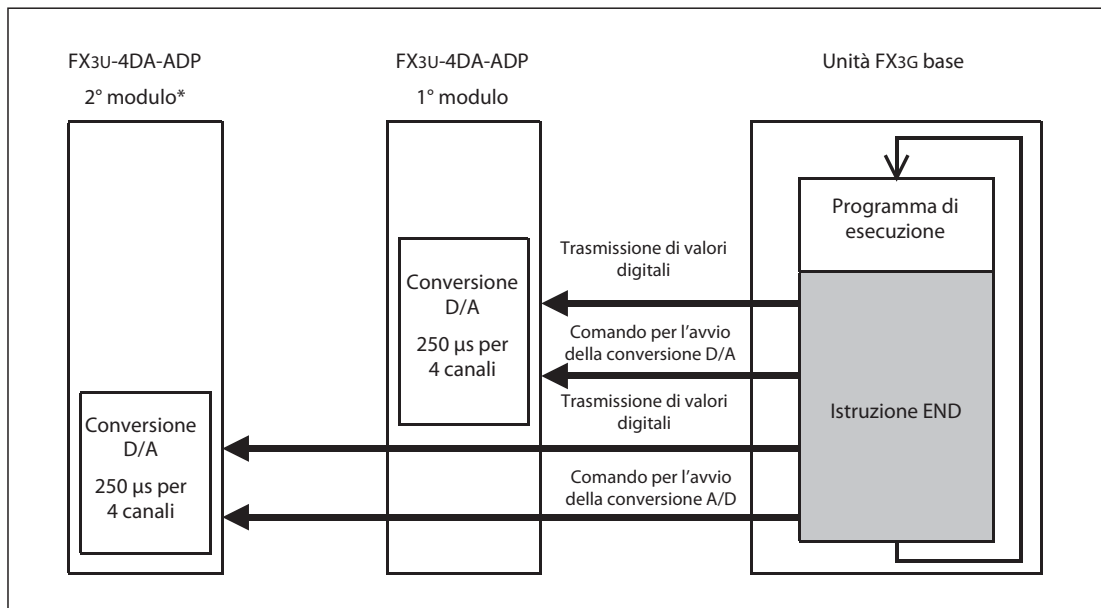 FX3U-4DA-ADP
2° modulo*
FX3U-4DA-ADP
1° modulo
Unità FX3G base
Programma di
esecuzione
Istruzione END
Conversione
D/A
250 µs per
4 canali
Conversione
D/A
250 µs per
4 canali
Trasmissione di valori
digitali
Comando per l'avvio
della conversione D/A
Trasmissione di valori
digitali
Comando per l'avvio
della conversione A/D